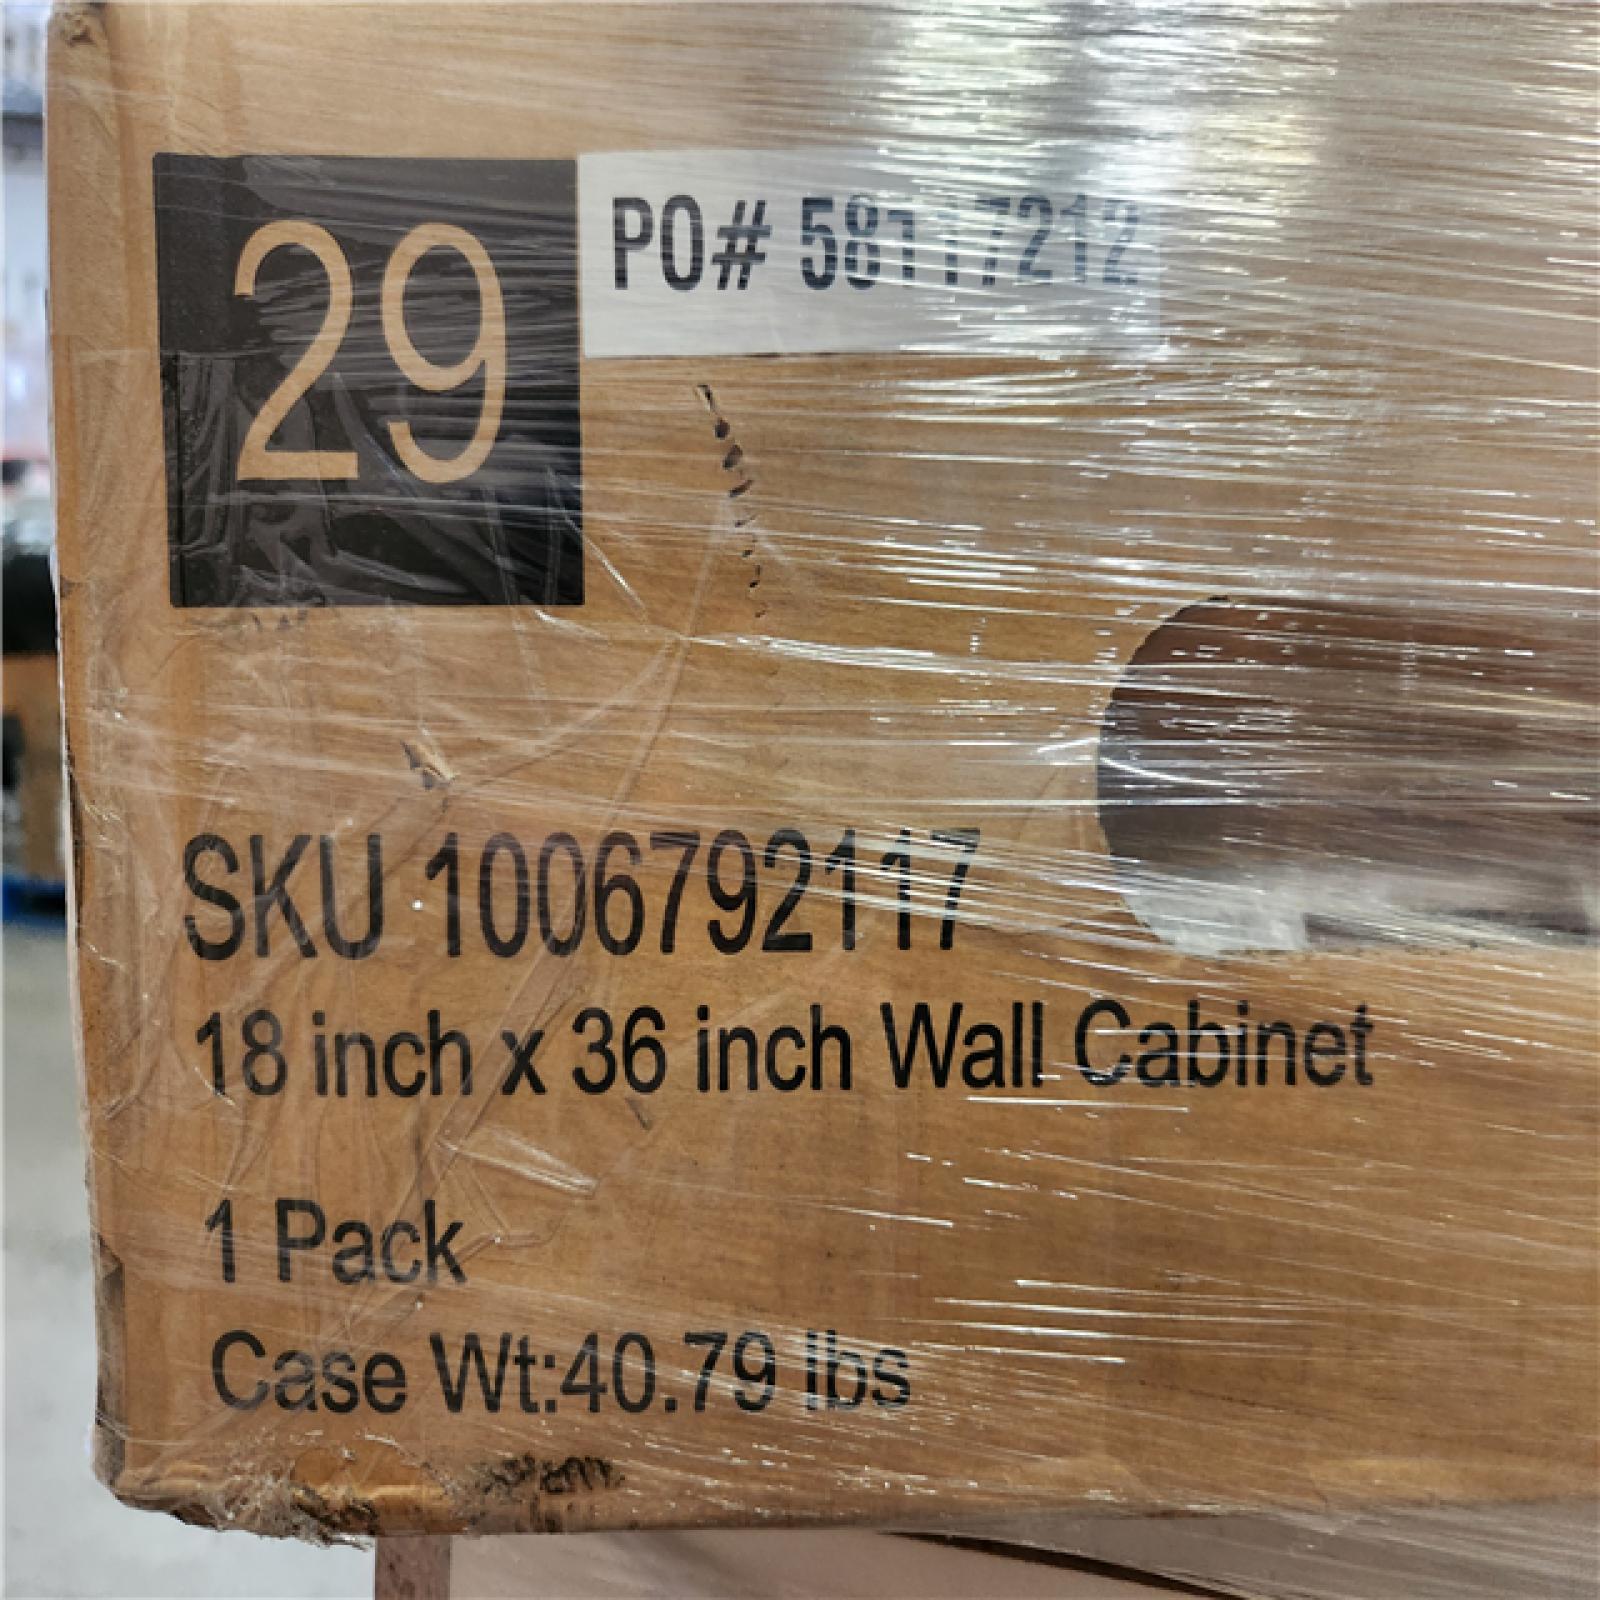 29
PO# 58117212
SKU 1006792117
18 inch x 36 inch Wall Cabinet
1 Pack
Case Wt:40.79 lbs